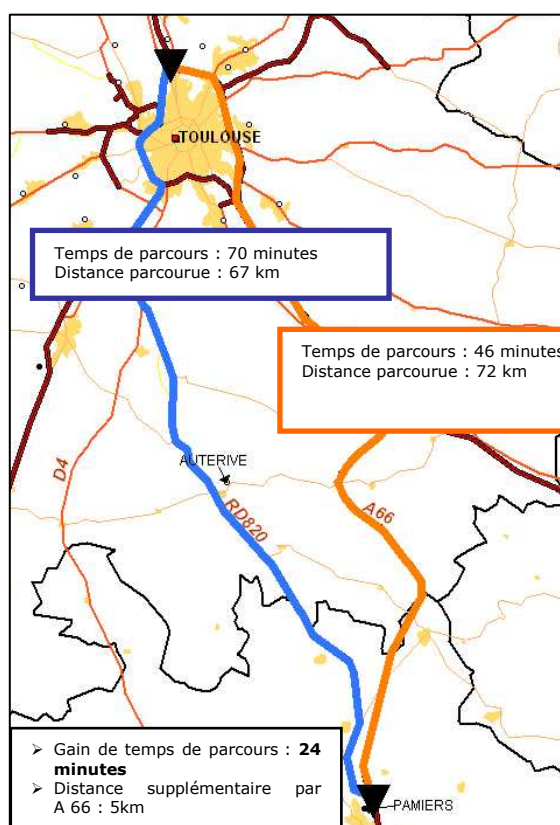 TOULOUSE
Temps de parcours : 70 minutes
Distance parcourue : 67 km
Temps de parcours : 46 minutes
Distance parcourue : 72 km
AUTERIVE
D4
RD820
A66
➢ Gain de temps de parcours : 24
minutes
➢ Distance supplémentaire par
A 66 : 5km
PAMIERS